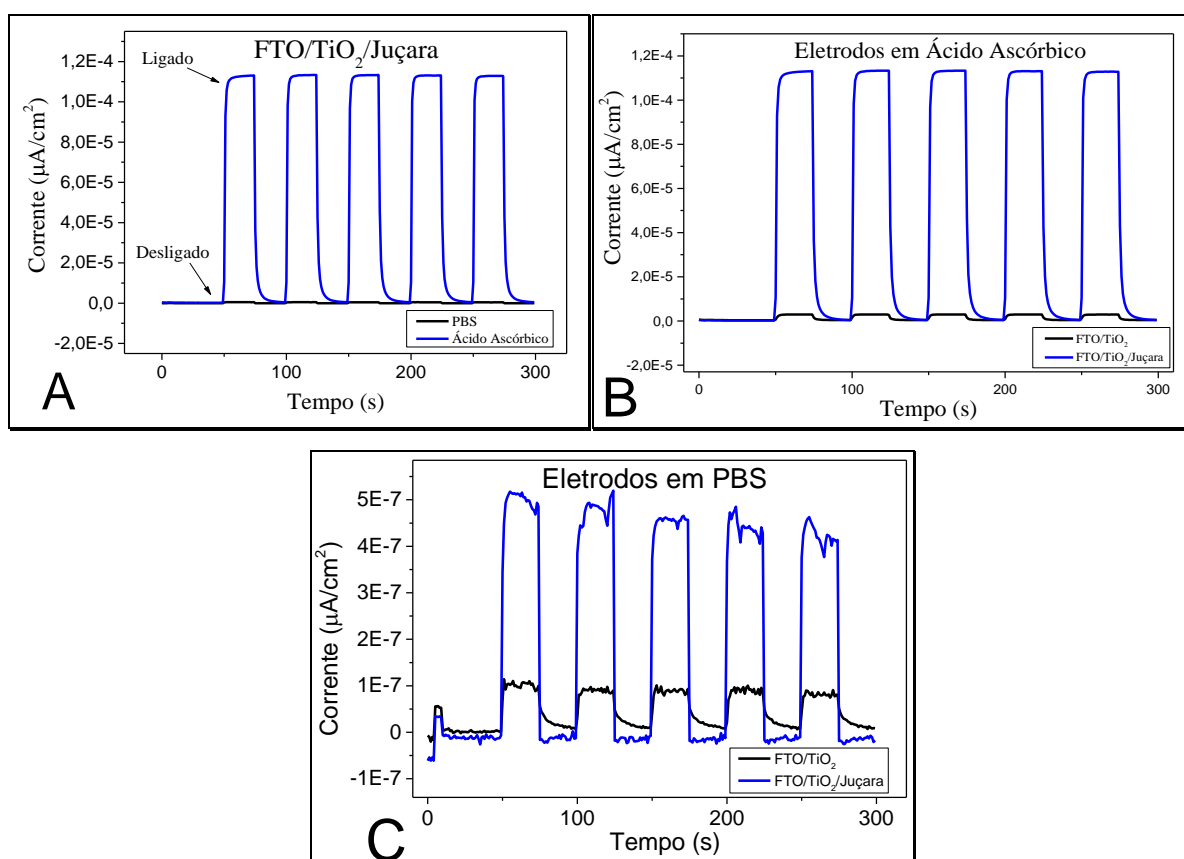 FTO/TiO₂/Juçara
Ligado
Desligado
Corrente (µA/cm²)
1,2E-4
1,0E-4
8,0E-5
6,0E-5
4,0E-5
2,0E-5
0,0
-2,0E-5
0
100
200
300
Tempo (s)
PBS
Ácido Ascórbico
A
Eletrodos em Ácido Ascórbico
Corrente (µA/cm²)
1,2E-4
1,0E-4
8,0E-5
6,0E-5
4,0E-5
2,0E-5
0,0
-2,0E-5
0
100
200
300
Tempo (s)
FTO/TiO₂
FTO/TiO₂/Juçara
B
Eletrodos em PBS
Corrente (µA/cm²)
5E-7
4E-7
3E-7
2E-7
1E-7
0
-1E-7
0
100
200
300
Tempo (s)
FTO/TiO₂
FTO/TiO₂/Juçara
C